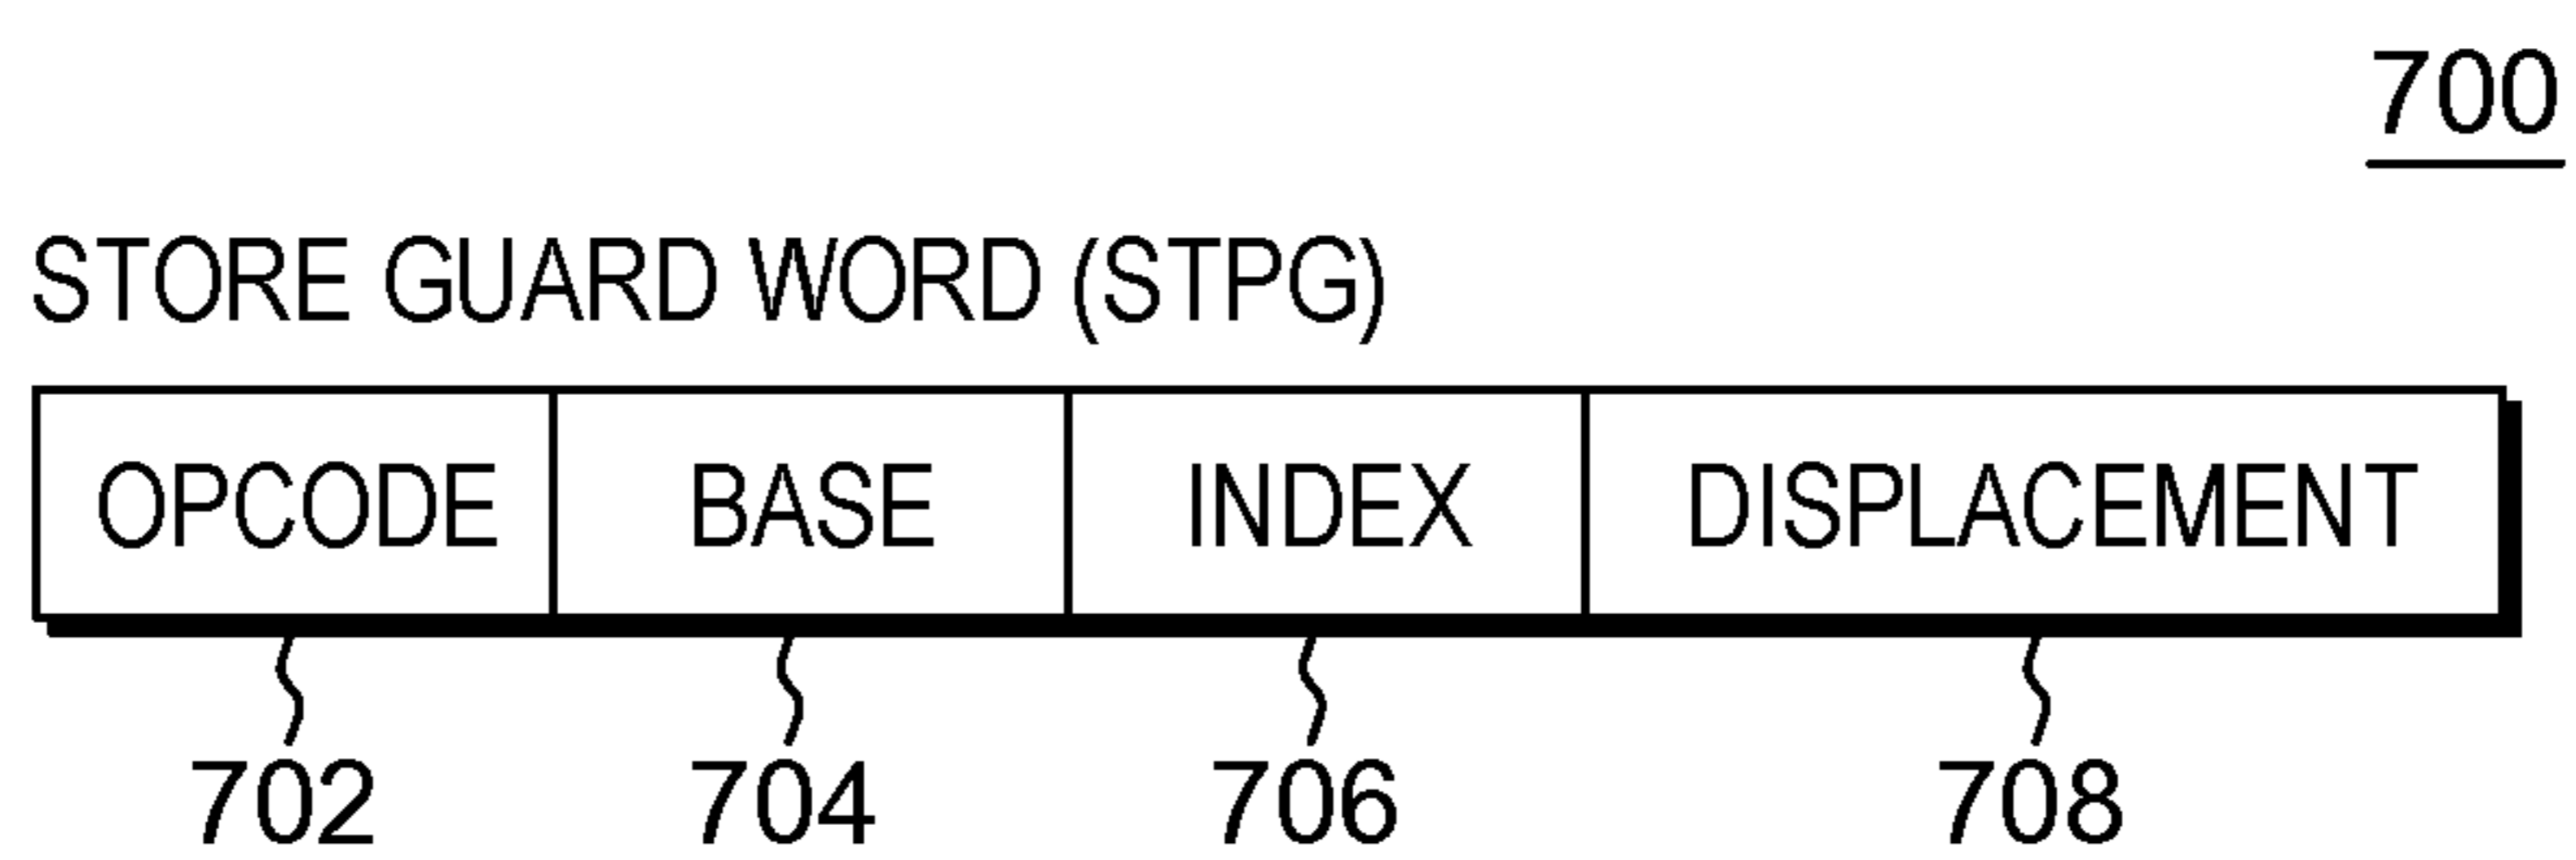 700
STORE GUARD WORD (STPG)
OPCODE BASE INDEX DISPLACEMENT
702 704 706 708